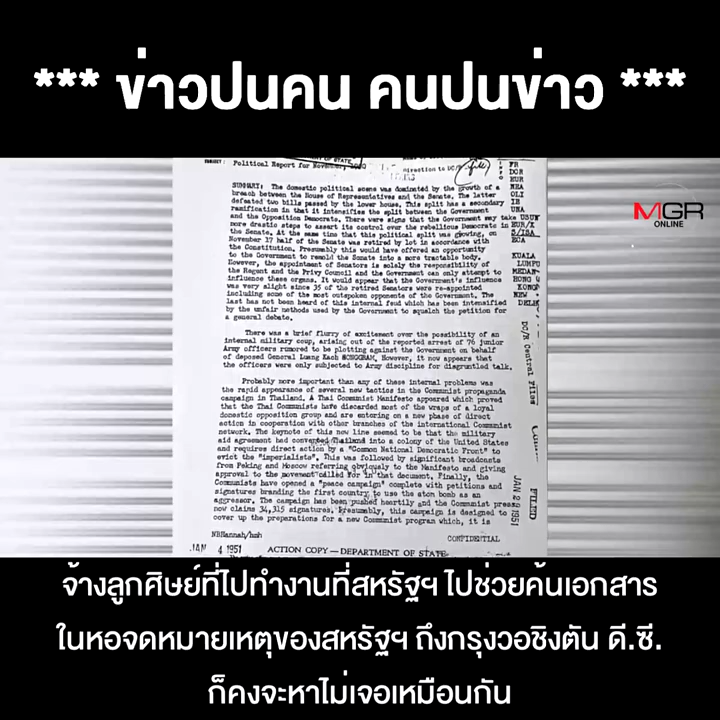 *** ข่าวปนคน คนปนข่าว ***
MGR
ONLINE
Political Report for November,
SUMMARY: The domestic political scene was dominated by the growth of a
breach between the House of Representatives and the Senate. The latter
defeated two bills passed by the lower house. This split has a secondary
ramification in that it intensifies the split between the Government
and the Opposition Democrats. There were signs that the Government may take
more drastic steps to assert its control over the rebellious Democrats in
the Senate. At the same time that this political split was growing, on
November 17 half of the Senate was retired by lot in accordance with
the Constitution. Presumably this would have offered an opportunity
to the Government to remold the Senate into a more tractable body.
However, the appointment of Senators is solely the responsibility of
the Regent and the Privy Council and the Government can only attempt to
influence these organs. It would appear that the Government's influence
was very slight since 35 of the retired Senators were re-appointed
including some of the most outspoken opponents of the Government. The
last has not been heard of this internal feud which has been intensified
by the unfair methods used by the Government to squelch the petition for
a general debate.
There was a brief flurry of excitement over the possibility of an
internal military coup, arising out of the reported arrest of 76 junior
Army officers rumored to be plotting against the Government on behalf
of deposed General Luang Kach SONGGRAM. However, it now appears that
the officers were only subjected to Army discipline for disgruntled talk.
Probably more important than any of these internal problems was
the rapid appearance of several new tactics in the Communist propaganda
campaign in Thailand. A Thai Communist Manifesto appeared which proved
that the Thai Communists have discarded most of the wraps of a loyal
domestic opposition group and are entering on a new phase of direct
action in cooperation with other branches of the international Communist
network. The keynote of this new line seemed to be that the military
aid agreement had converted Thailand into a colony of the United States
and requires direct action by a "Common National Democratic Front" to
evict the "imperialists". This was followed by significant broadcasts
from Peking and Moscow referring obviously to the Manifesto and giving
approval to the movement called for in that document. Finally, the
Communists have opened a "peace campaign" complete with petitions and
signatures branding the first country to use the atom bomb as an
aggressor. The campaign has been pushed heartily and the Communist press
now claims 34,315 signatures. Presumably, this campaign is designed to
cover up the preparations for a new Communist program which, it is
NBHannah/hmh
CONFIDENTIAL
JAN 4 1951
ACTION COPY — DEPARTMENT OF STATE
FR
DOR
EUR
NEA
OLI
IE
UNA
USUN
EUR/X
S/ISA
ECA
KUALA
LUMPU
MEDAN
HONG
KONG
NEW
DELHI
DC/R Central Files
JAN 2 1951
FILED
จ้างลูกศิษย์ที่ไปทำงานที่สหรัฐฯ ไปช่วยค้นเอกสาร
ในหอจดหมายเหตุของสหรัฐฯ ถึงกรุงวอชิงตัน ดี.ซี.
ก็คงจะหาไม่เจอเหมือนกัน